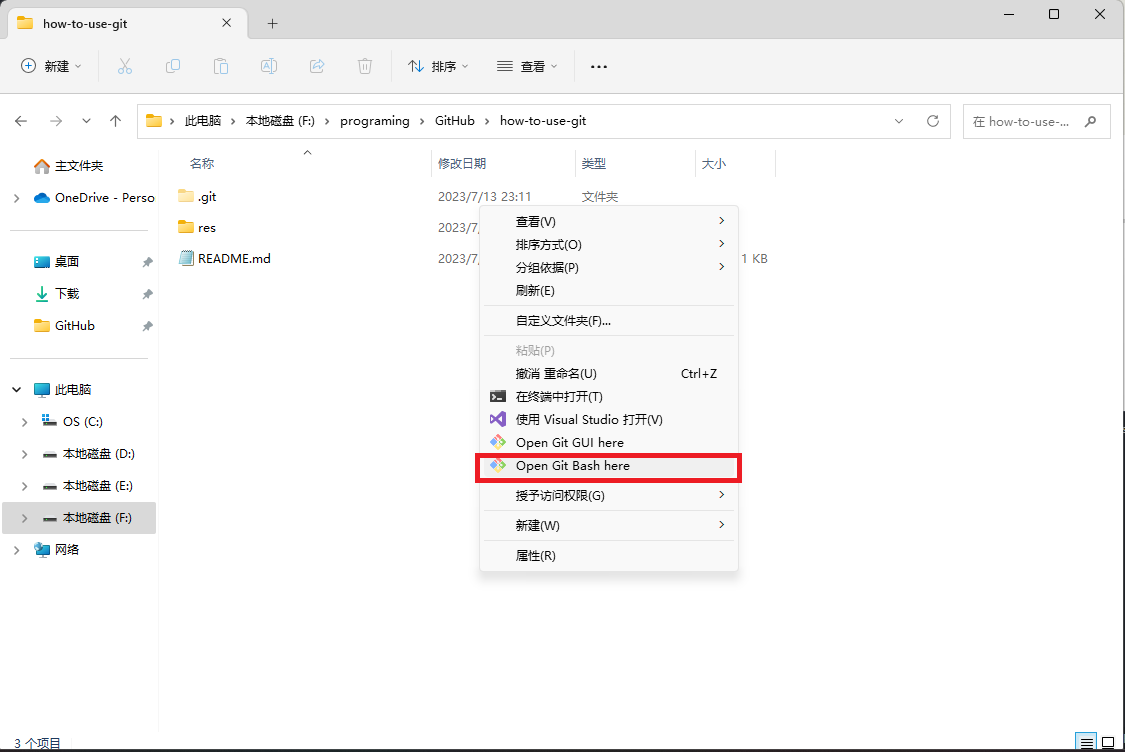 how-to-use-git
新建
排序
查看
此电脑 本地磁盘 (F:) programing GitHub how-to-use-git
在 how-to-use-...
名称 修改日期 类型 大小
.git 2023/7/13 23:11 文件夹
res 2023/7/
README.md 2023/7/ 1 KB
主文件夹
OneDrive - Perso
桌面
下载
GitHub
此电脑
OS (C:)
本地磁盘 (D:)
本地磁盘 (E:)
本地磁盘 (F:)
网络
查看(V)
排序方式(O)
分组依据(P)
刷新(E)
自定义文件夹(F)...
粘贴(P)
撤消 重命名(U) Ctrl+Z
在终端中打开(T)
使用 Visual Studio 打开(V)
Open Git GUI here
Open Git Bash here
授予访问权限(G)
新建(W)
属性(R)
3 个项目